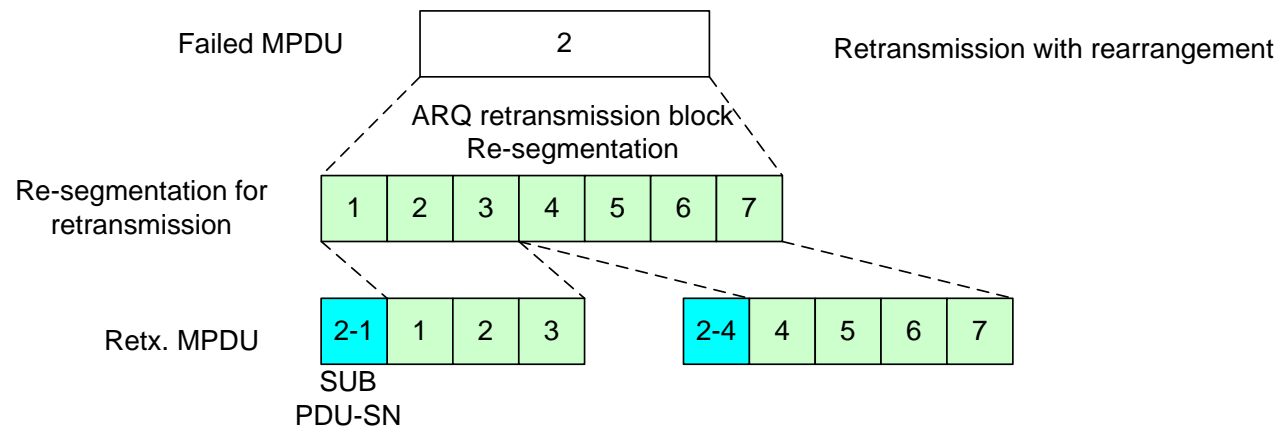 Failed MPDU
2
Retransmission with rearrangement
ARQ retransmission block
Re-segmentation
Re-segmentation for
retransmission
1 2 3 4 5 6 7
Retx. MPDU
2-1 1 2 3
2-4 4 5 6 7
SUB
PDU-SN